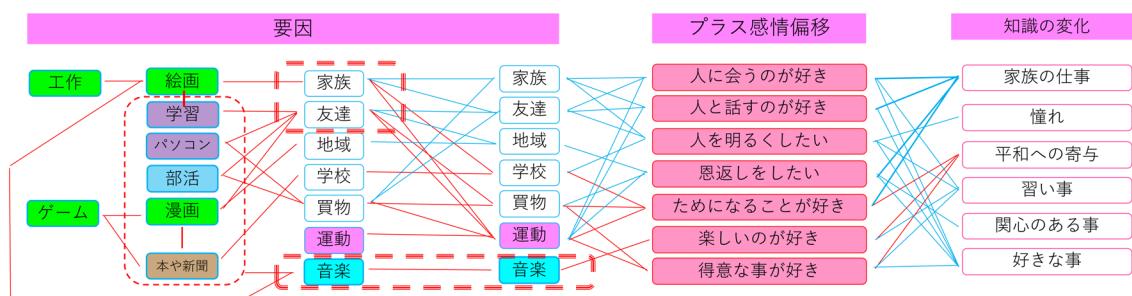 要因
プラス感情偏移
知識の変化
工作
ゲーム
絵画
学習
パソコン
部活
漫画
本や新聞
家族
友達
地域
学校
買物
運動
音楽
家族
友達
地域
学校
買物
運動
音楽
人に会うのが好き
人と話すのが好き
人を明るくしたい
恩返しをしたい
ためになることが好き
楽しいのが好き
得意な事が好き
家族の仕事
憧れ
平和への寄与
習い事
関心のある事
好きな事